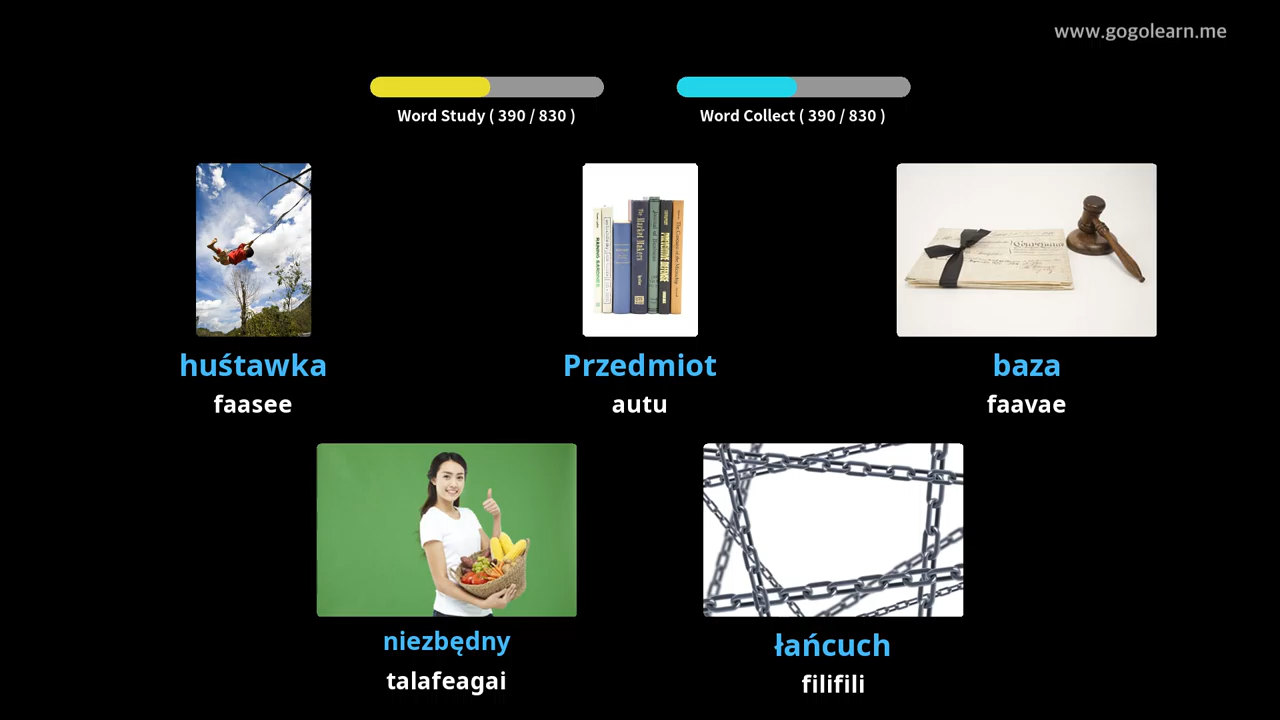 www.gogolearn.me
Word Study ( 390 / 830 )
Word Collect ( 390 / 830 )
huśtawka
Przedmiot
baza
faasee
autu
faavae
niezbędny
łańcuch
talafeagai
filifili